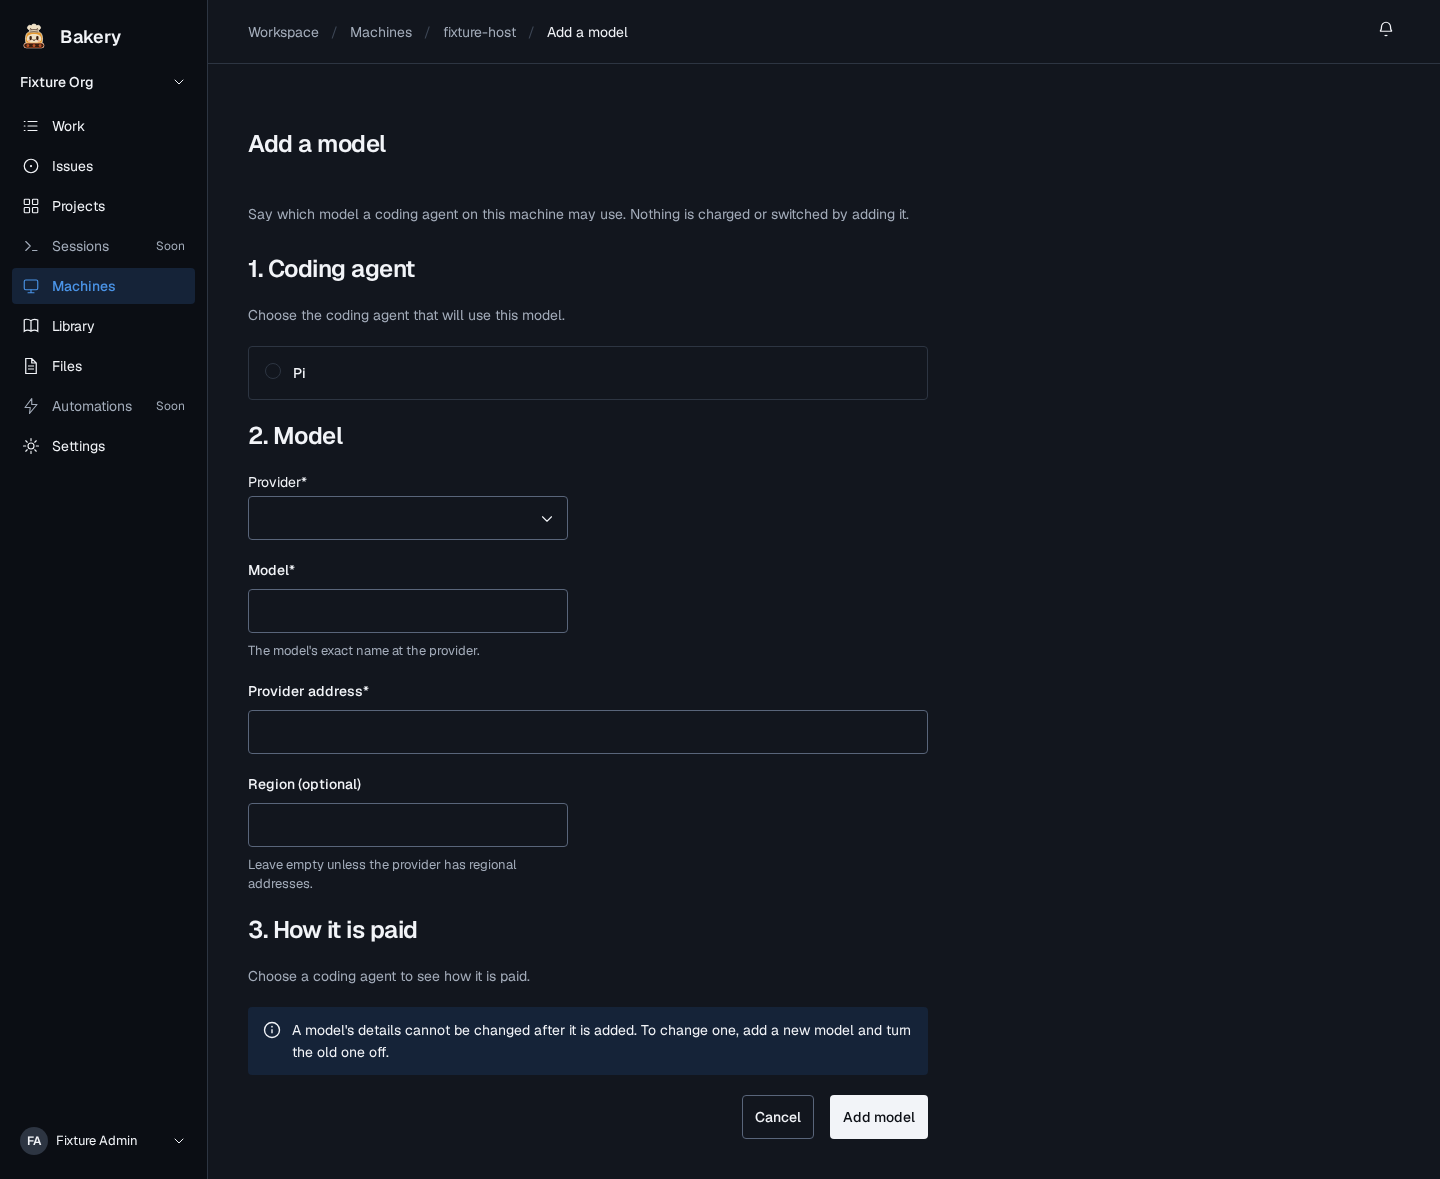 Bakery
Fixture Org
Work
Issues
Projects
Sessions Soon
Machines
Library
Files
Automations Soon
Settings
FA Fixture Admin
Workspace / Machines / fixture-host / Add a model
Add a model
Say which model a coding agent on this machine may use. Nothing is charged or switched by adding it.
1. Coding agent
Choose the coding agent that will use this model.
Pi
2. Model
Provider*
Model*
The model's exact name at the provider.
Provider address*
Region (optional)
Leave empty unless the provider has regional
addresses.
3. How it is paid
Choose a coding agent to see how it is paid.
A model's details cannot be changed after it is added. To change one, add a new model and turn
the old one off.
Cancel Add model